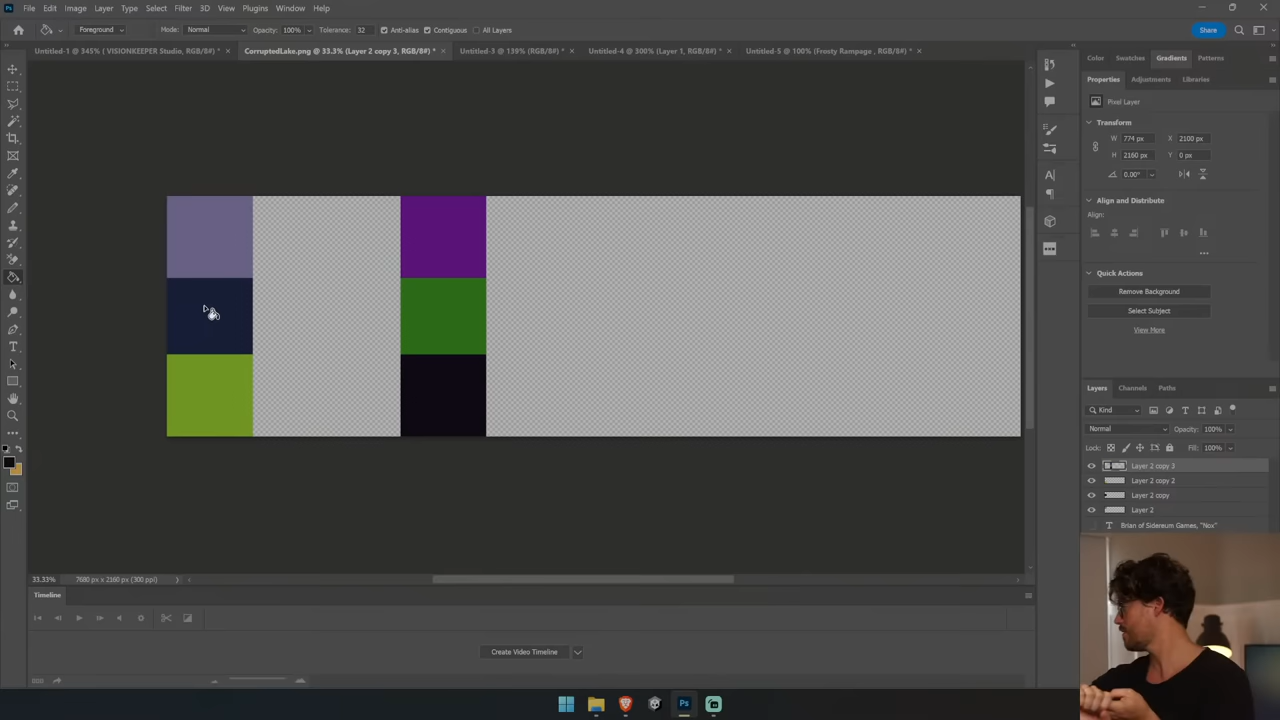 Ps File Edit Image Layer Type Select Filter 3D View Plugins Window Help
Foreground Mode: Normal Opacity: 100% Tolerance: 32 Anti-alias Contiguous All Layers Share
Untitled-1 @ 345% ( VISIONKEEPER Studio, RGB/8#) * × CorruptedLake.png @ 33.3% (Layer 2 copy 3, RGB/8#) * × Untitled-3 @ 139% (RGB/8#) * × Untitled-4 @ 300% (Layer 1, RGB/8#) * × Untitled-5 @ 100% (Frosty Rampage , RGB/8#) * ×
Color Swatches Gradients Patterns
Properties Adjustments Libraries
Pixel Layer
Transform
W 774 px X 2100 px
H 2160 px Y 0 px
0.00°
Align and Distribute
Align:
Quick Actions
Remove Background
Select Subject
View More
Layers Channels Paths
Kind
Normal Opacity: 100%
Lock: Fill: 100%
Layer 2 copy 3
Layer 2 copy 2
Layer 2 copy
Layer 2
T Brian of Sidereum Games, "Nox"
33.33% 7680 px x 2160 px (300 ppi)
Timeline
Create Video Timeline
Ps